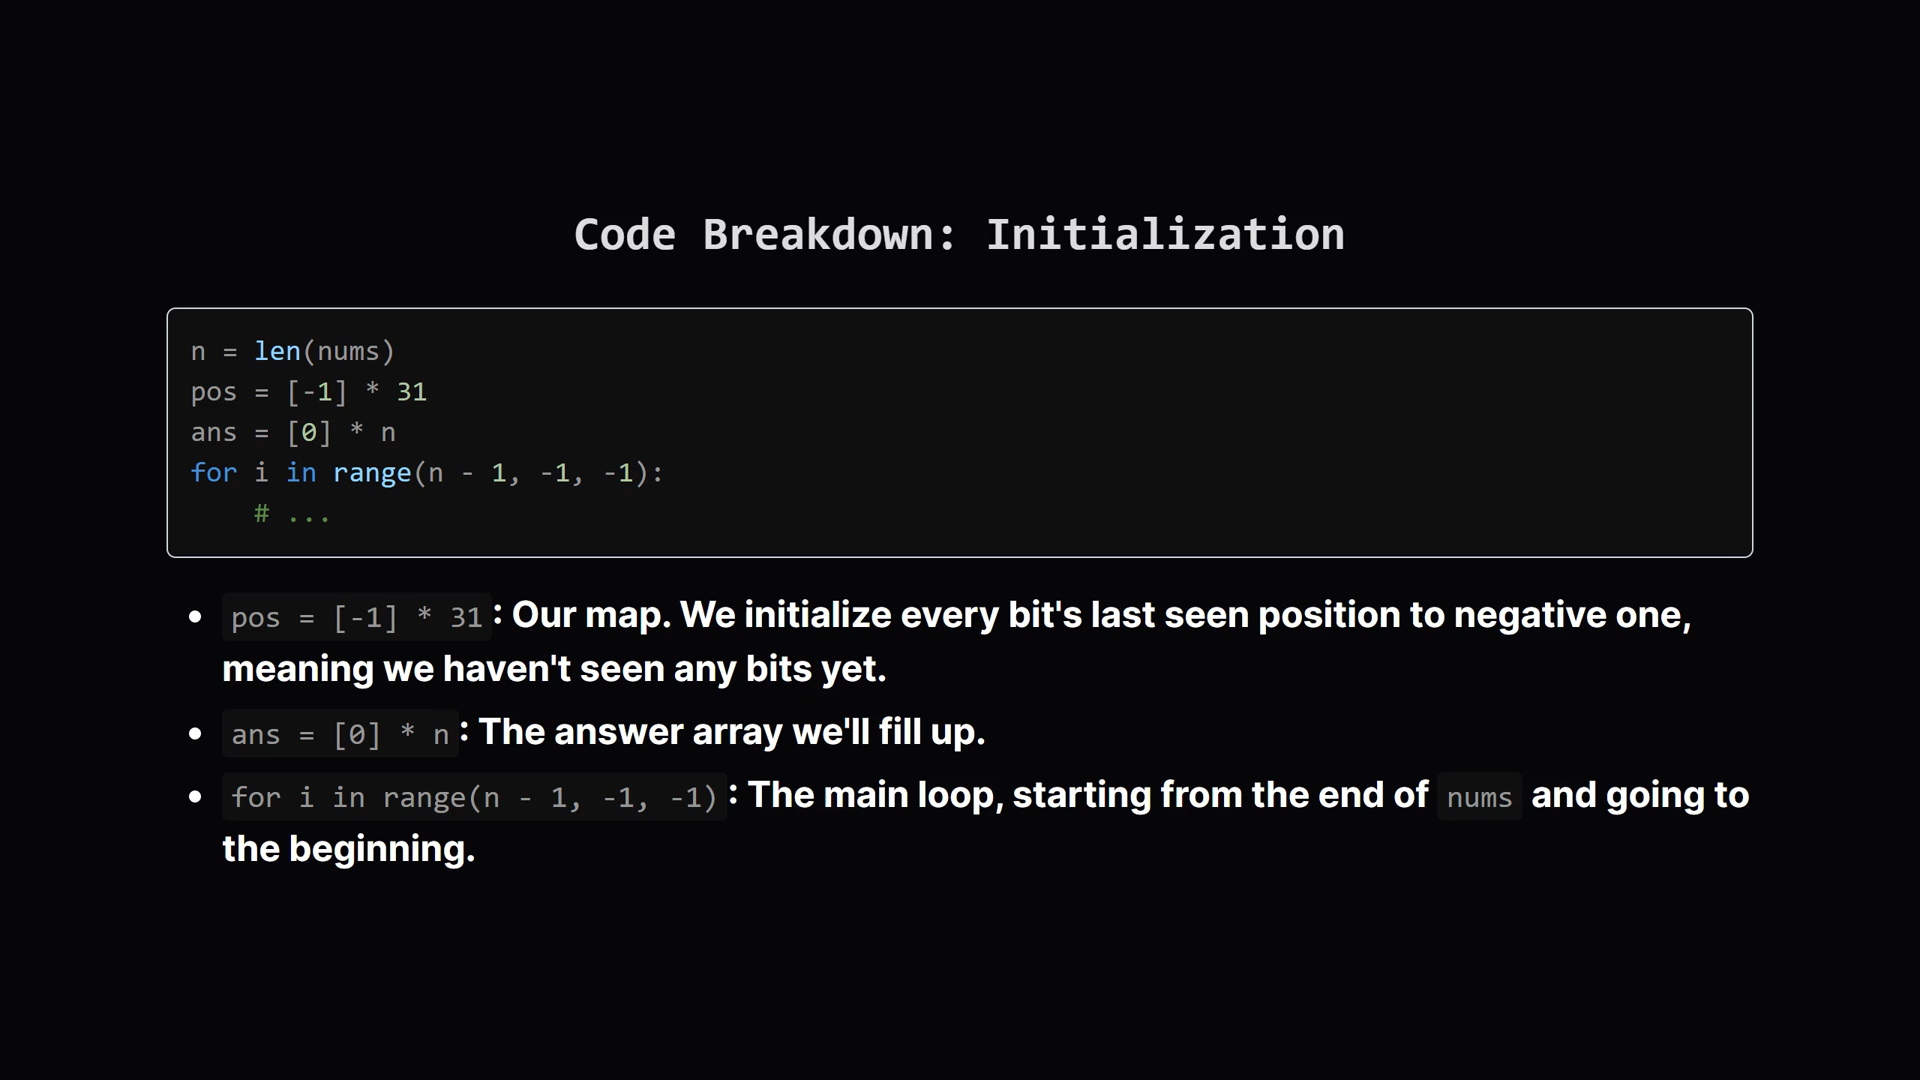 Code Breakdown: Initialization
n = len(nums)
pos = [-1] * 31
ans = [0] * n
for i in range(n - 1, -1, -1):
    # ...
• pos = [-1] * 31: Our map. We initialize every bit's last seen position to negative one,
meaning we haven't seen any bits yet.
• ans = [0] * n: The answer array we'll fill up.
• for i in range(n - 1, -1, -1): The main loop, starting from the end of nums and going to
the beginning.